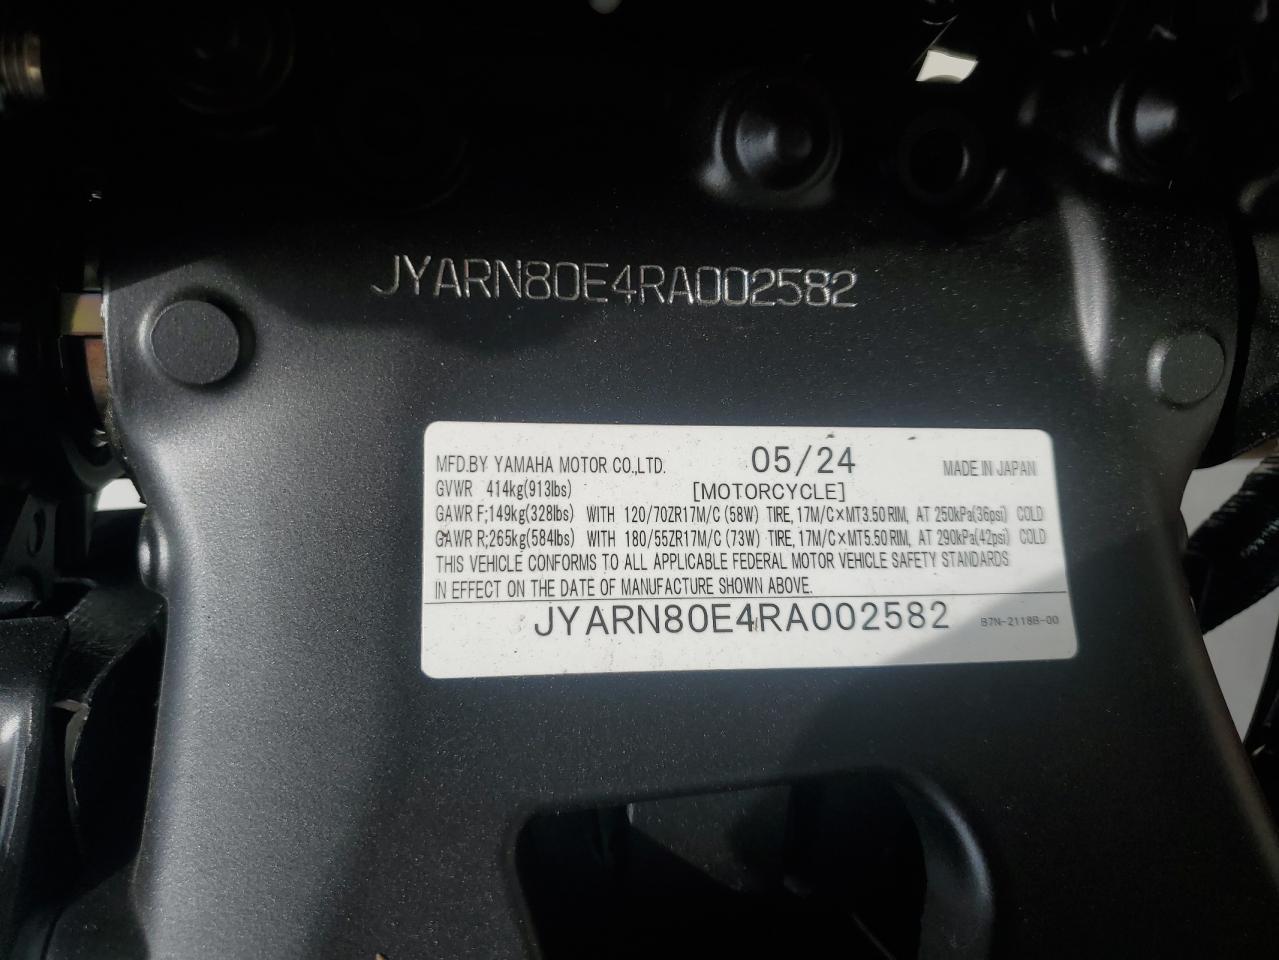 JYARN80E4RA002582
MFD.BY YAMAHA MOTOR CO.,LTD. 05/24 MADE IN JAPAN
GVWR 414kg(913lbs) [MOTORCYCLE]
GAWR F;149kg(328lbs) WITH 120/70ZR17M/C (58W) TIRE, 17M/C×MT3.50 RIM, AT 250kPa(36psi) COLD
GAWR R;265kg(584lbs) WITH 180/55ZR17M/C (73W) TIRE, 17M/C×MT5.50 RIM, AT 290kPa(42psi) COLD
THIS VEHICLE CONFORMS TO ALL APPLICABLE FEDERAL MOTOR VEHICLE SAFETY STANDARDS
IN EFFECT ON THE DATE OF MANUFACTURE SHOWN ABOVE.
JYARN80E4RA002582 B7N-2118B-00